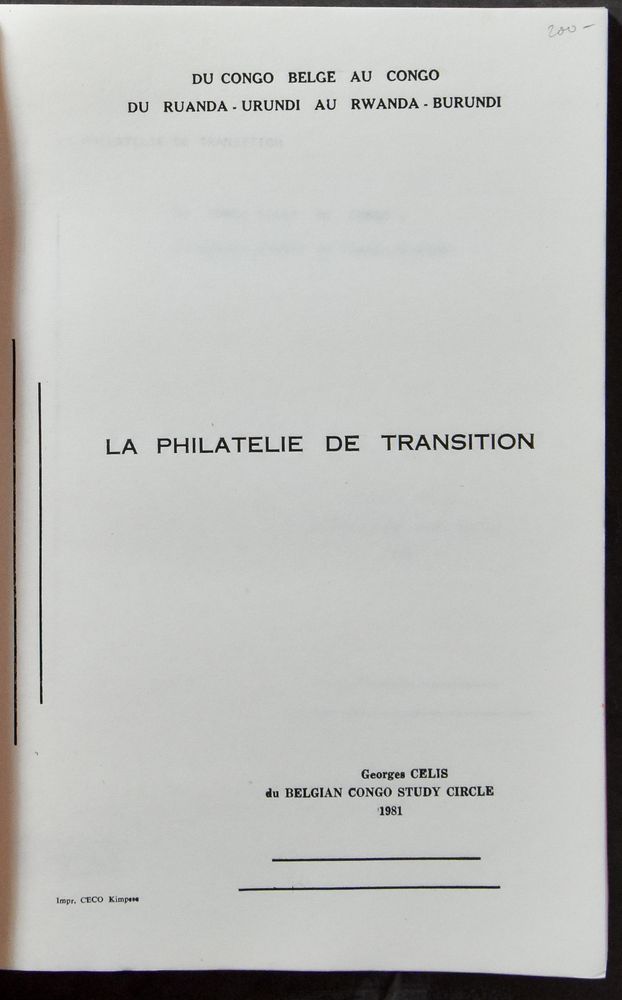 200-
DU CONGO BELGE AU CONGO
DU RUANDA - URUNDI AU RWANDA - BURUNDI
LA PHILATELIE DE TRANSITION
Georges CELIS
du BELGIAN CONGO STUDY CIRCLE
1981
Impr. CECO Kimpese